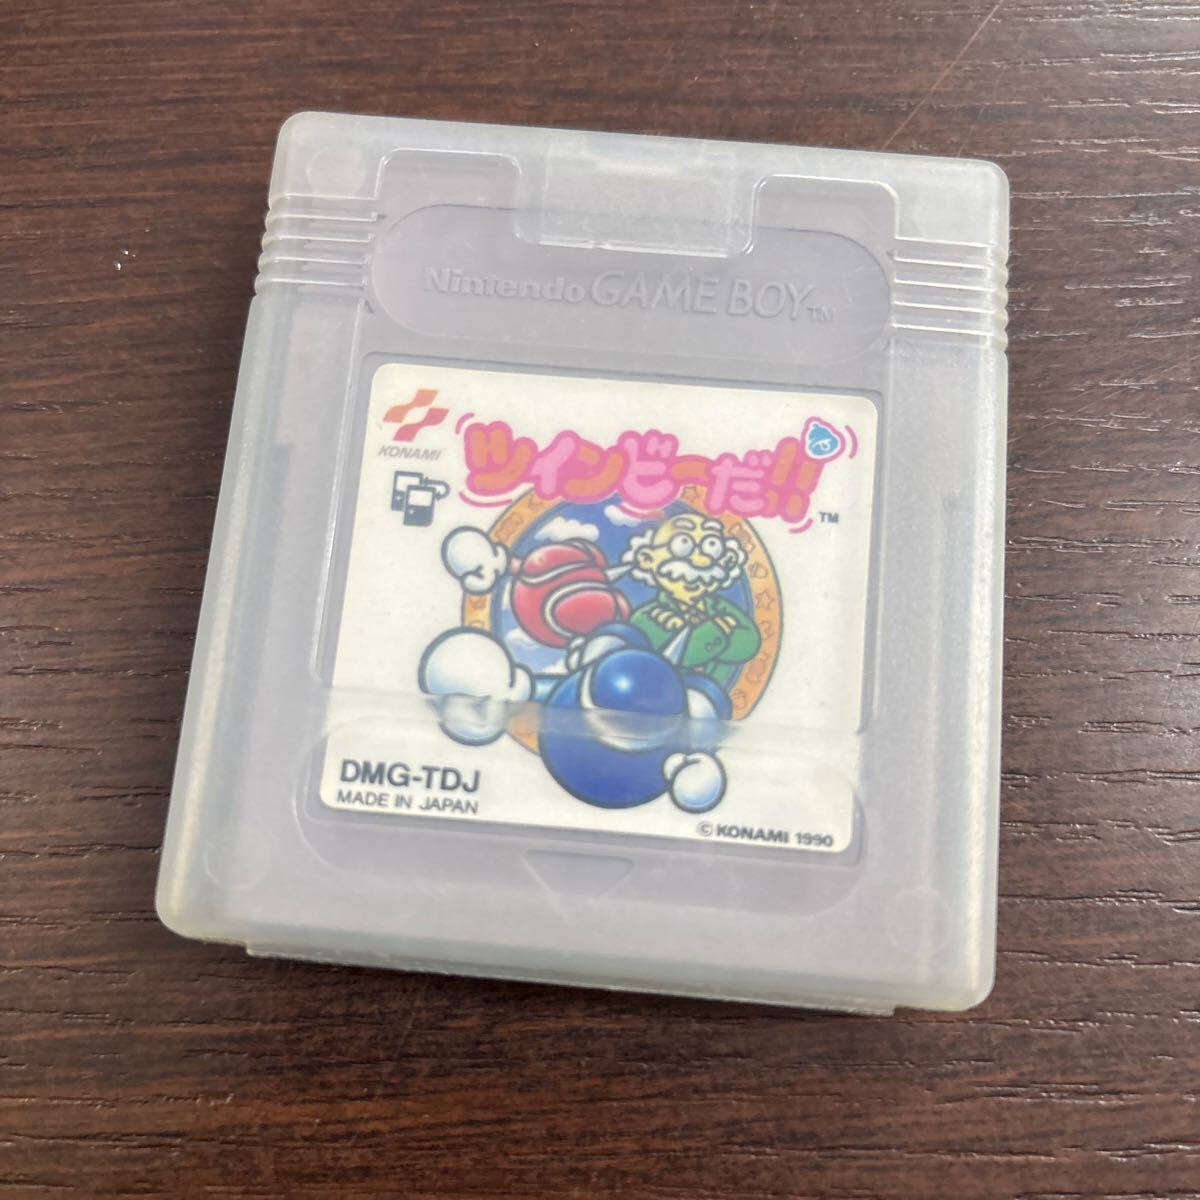 Nintendo GAME BOY™
KONAMI
ツインビーだ!!
™
DMG-TDJ
MADE IN JAPAN
© KONAMI 1990